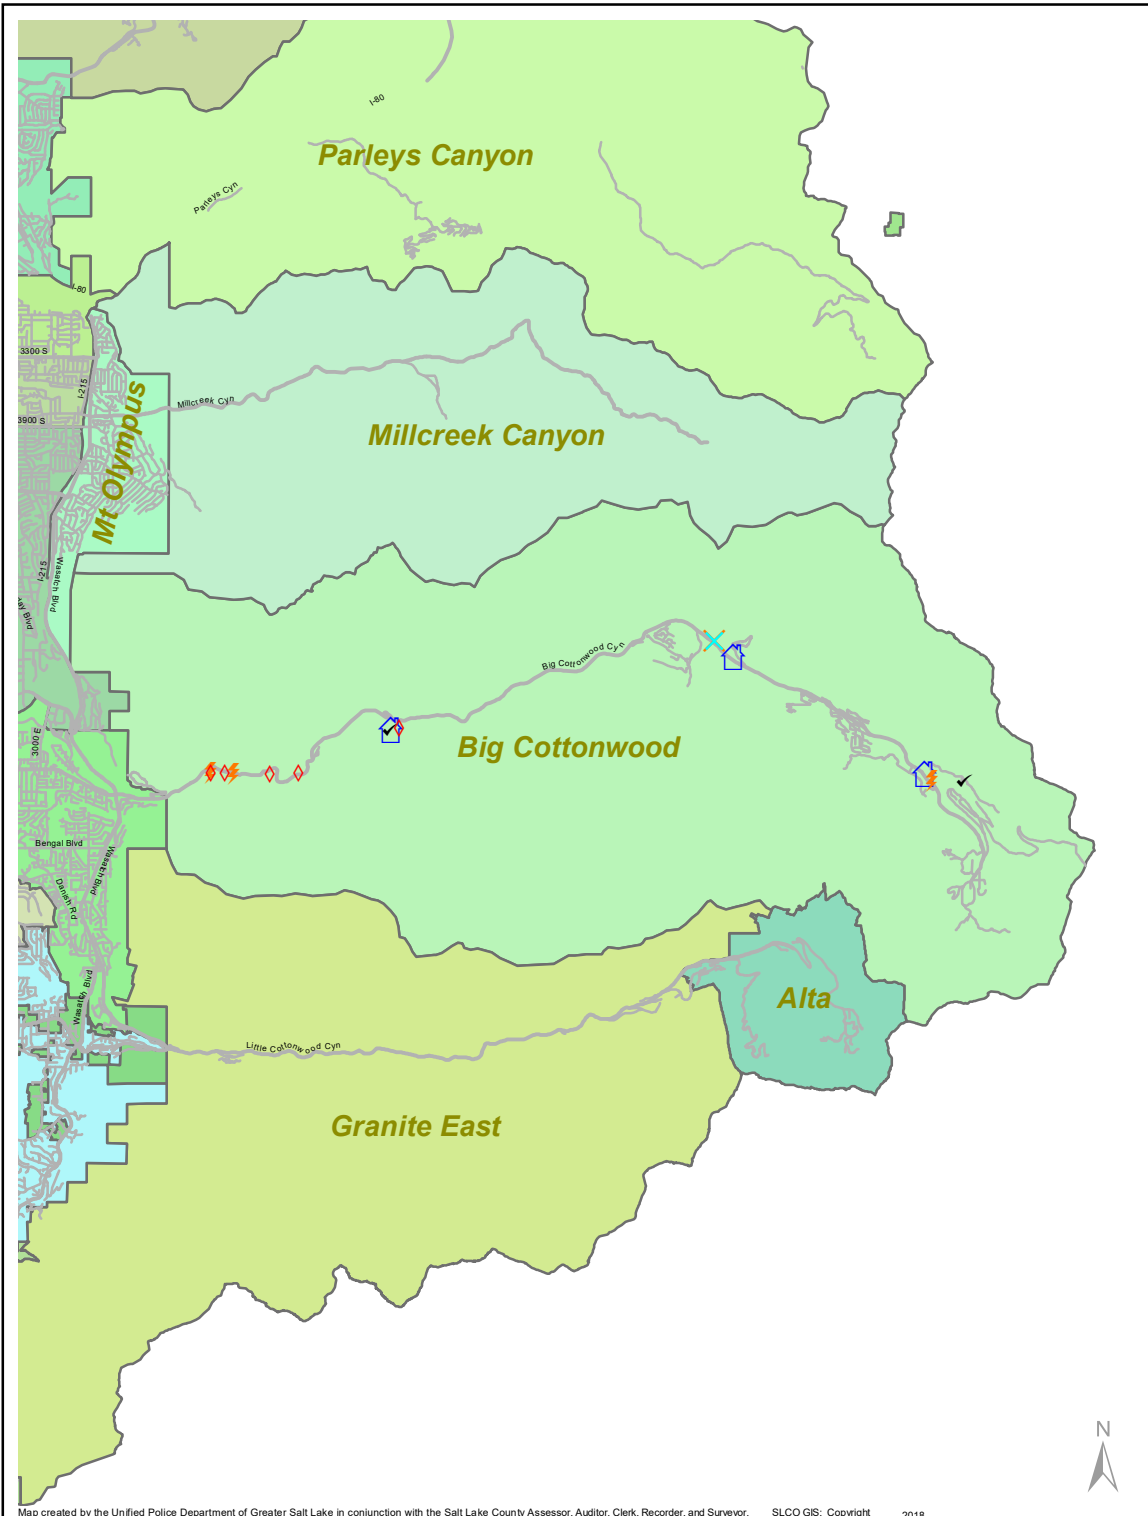 I-80
Parleys Canyon
Parleys Cyn
I-80
3300 S
I-215
Millcreek Cyn
3900 S
Mt Olympus
Millcreek Canyon
I-215
Wasatch Blvd
Blvd
Big Cottonwood Cyn
3000 E
Big Cottonwood
Bengal Blvd
Wasatch Blvd
Danish Rd
Wasatch Blvd
Alta
Little Cottonwood Cyn
Granite East
N
Map created by the Unified Police Department of Greater Salt Lake in conjunction with the Salt Lake County Assessor, Auditor, Clerk, Recorder, and Surveyor. SLCO GIS: Copyright 2018